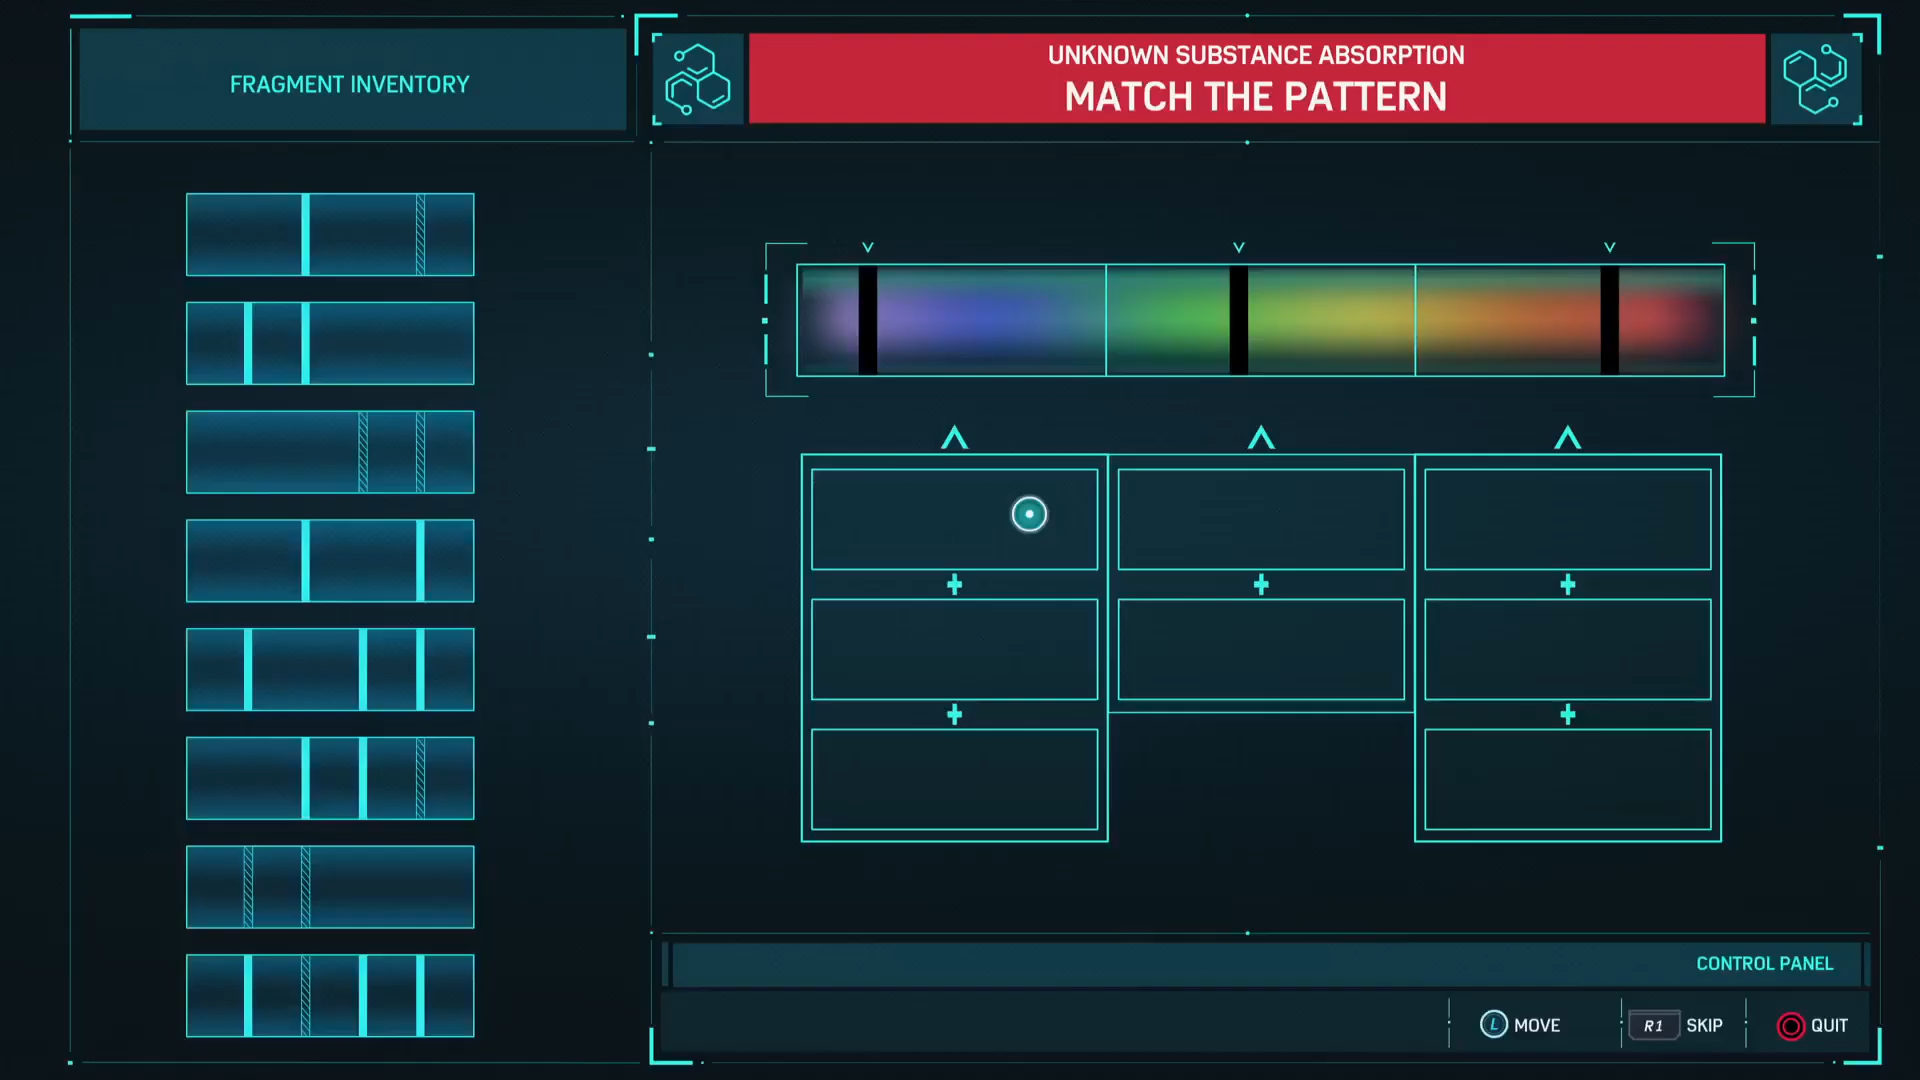 FRAGMENT INVENTORY
UNKNOWN SUBSTANCE ABSORPTION
MATCH THE PATTERN
CONTROL PANEL
L MOVE
R1 SKIP
QUIT